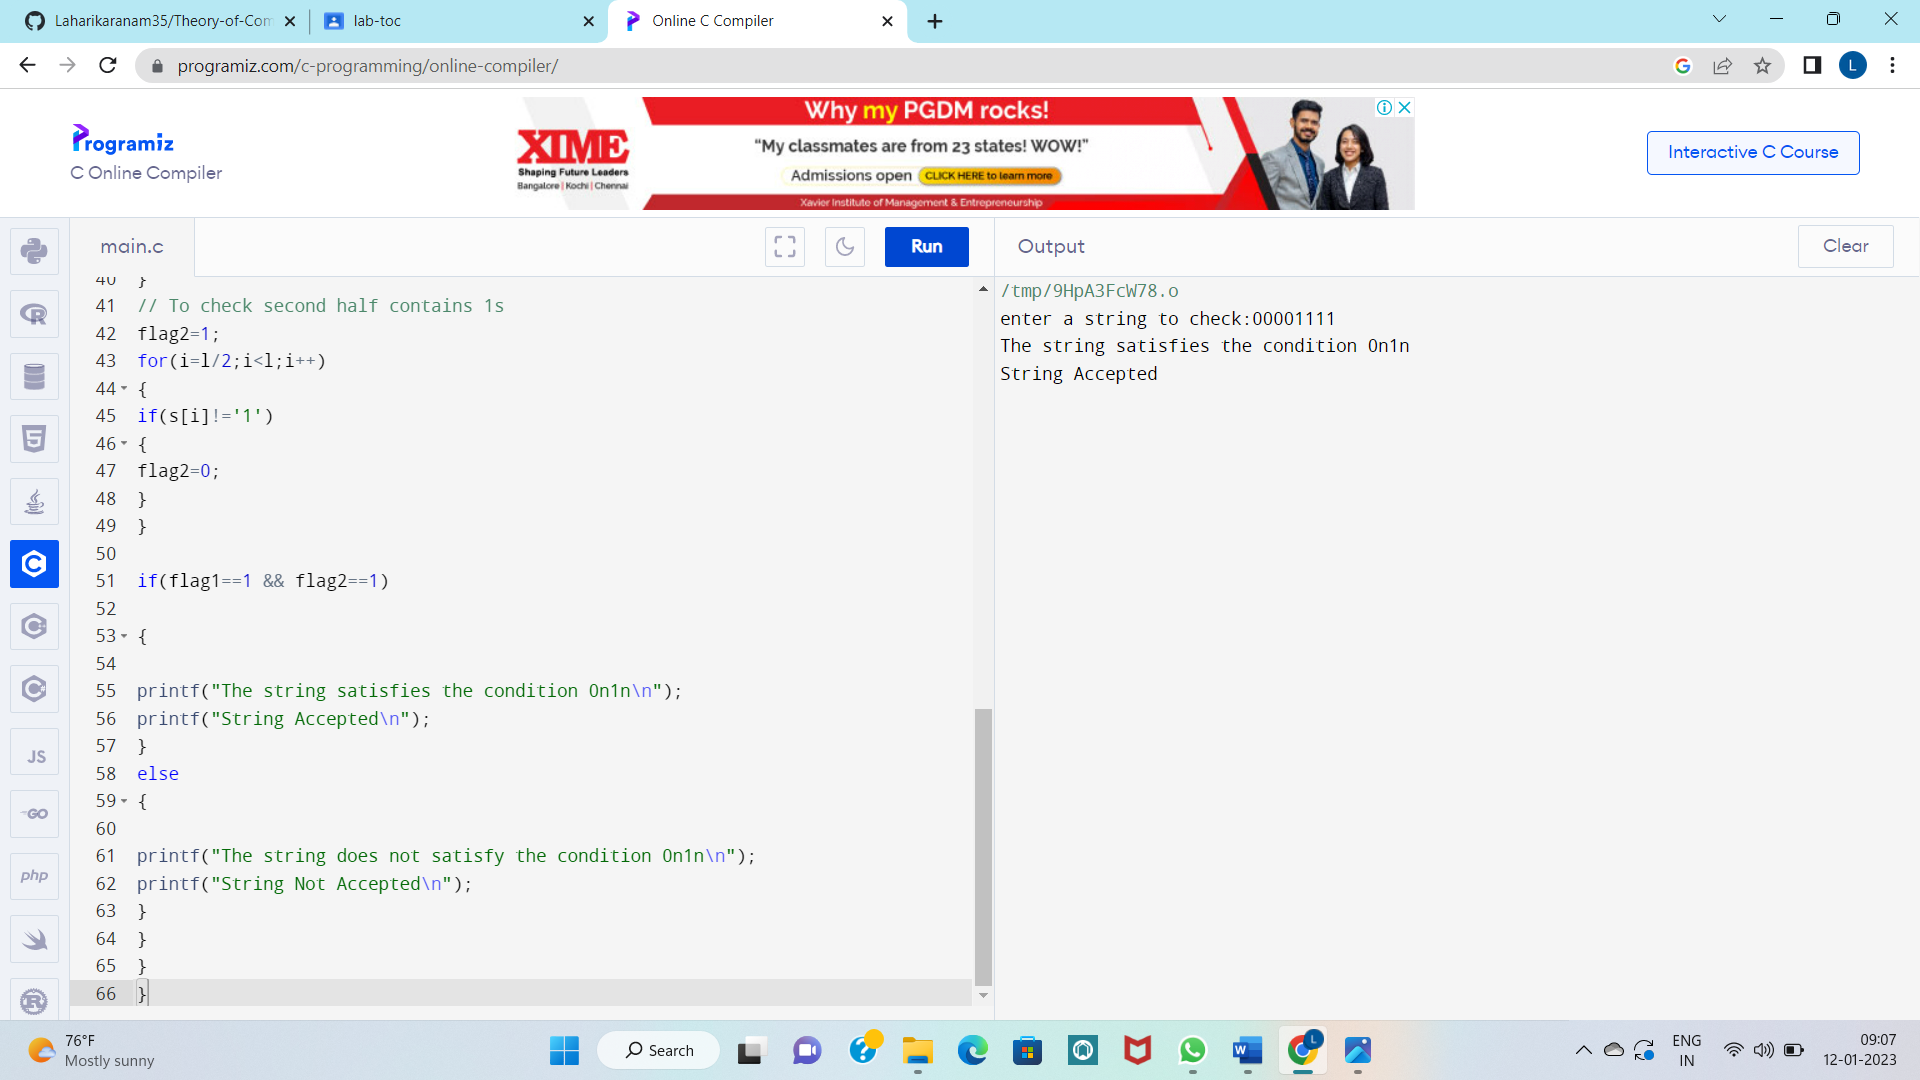 Laharikaranam35/Theory-of-Com
lab-toc
Online C Compiler
programiz.com/c-programming/online-compiler/
L
Programiz
C Online Compiler
XIME
Shaping Future Leaders
Bangalore | Kochi | Chennai
Why my PGDM rocks!
“My classmates are from 23 states! WOW!”
Admissions open CLICK HERE to learn more
Xavier Institute of Management & Entrepreneurship
Interactive C Course
main.c
Run
Output
Clear
40 }
41 // To check second half contains 1s
42 flag2=1;
43 for(i=l/2;i<l;i++)
44 {
45 if(s[i]!='1')
46 {
47 flag2=0;
48 }
49 }
50
51 if(flag1==1 && flag2==1)
52
53 {
54
55 printf("The string satisfies the condition 0n1n\n");
56 printf("String Accepted\n");
57 }
58 else
59 {
60
61 printf("The string does not satisfy the condition 0n1n\n");
62 printf("String Not Accepted\n");
63 }
64 }
65 }
66 }
/tmp/9HpA3FcW78.o
enter a string to check:00001111
The string satisfies the condition 0n1n
String Accepted
R
5
C
JS
GO
php
76°F
Mostly sunny
Search
L
ENG
IN
09:07
12-01-2023